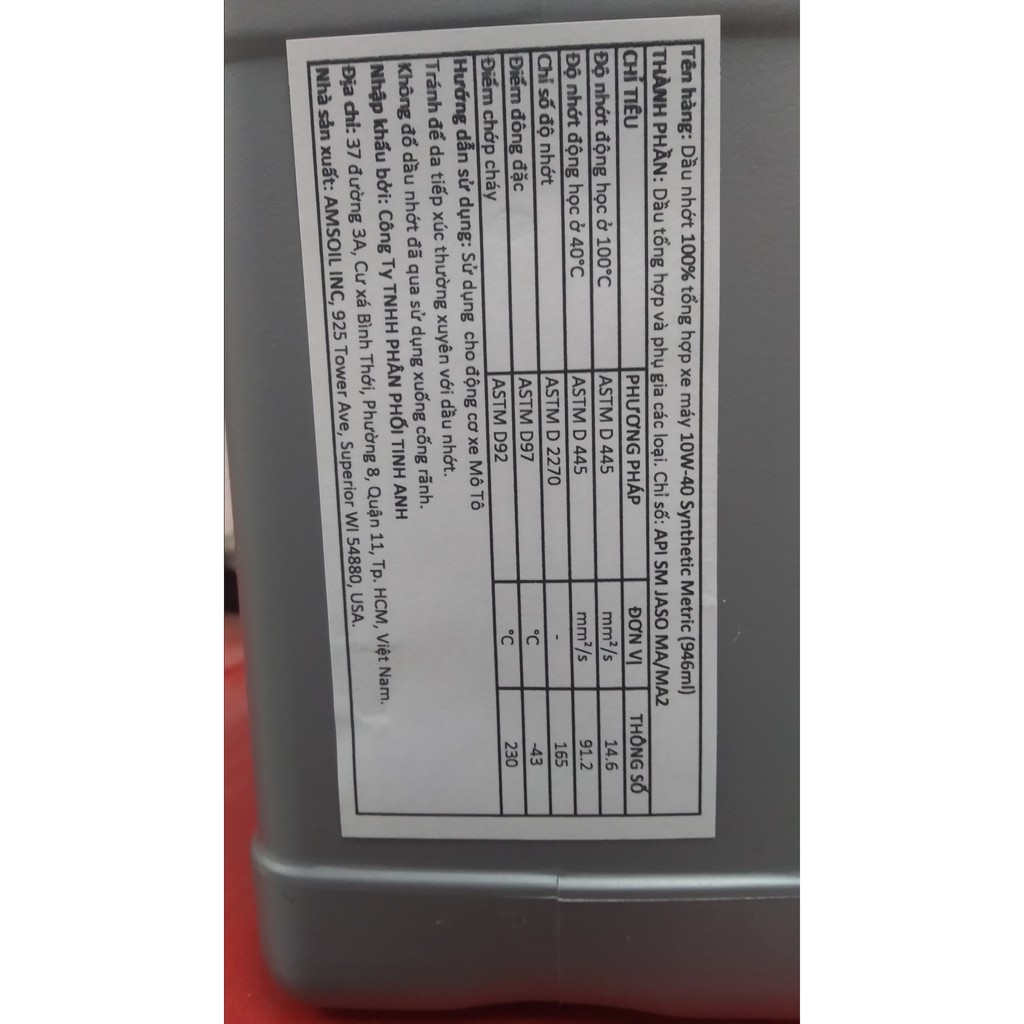 Tên hàng: Dầu nhớt 100% tổng hợp xe máy 10W-40 Synthetic Metric (946ml)
THÀNH PHẦN: Dầu tổng hợp và phụ gia các loại. Chỉ số: API SM JASO MA/MA2
CHỈ TIÊU PHƯƠNG PHÁP ĐƠN VỊ THÔNG SỐ
Độ nhớt động học ở 100°C ASTM D 445 mm²/s 14.6
Độ nhớt động học ở 40°C ASTM D 445 mm²/s 91.2
Chỉ số độ nhớt ASTM D 2270 - 165
Điểm đông đặc ASTM D97 °C -43
Điểm chớp cháy ASTM D92 °C 230
Hướng dẫn sử dụng: Sử dụng cho động cơ xe Mô Tô
Tránh để da tiếp xúc thường xuyên với dầu nhớt.
Không đổ dầu nhớt đã qua sử dụng xuống cống rãnh.
Nhập khẩu bởi: Công Ty TNHH PHÂN PHỐI TINH ANH
Địa chỉ: 37 đường 3A, Cư xá Bình Thới, Phường 8, Quận 11, Tp. HCM, Việt Nam.
Nhà sản xuất: AMSOIL INC, 925 Tower Ave, Superior WI 54880, USA.